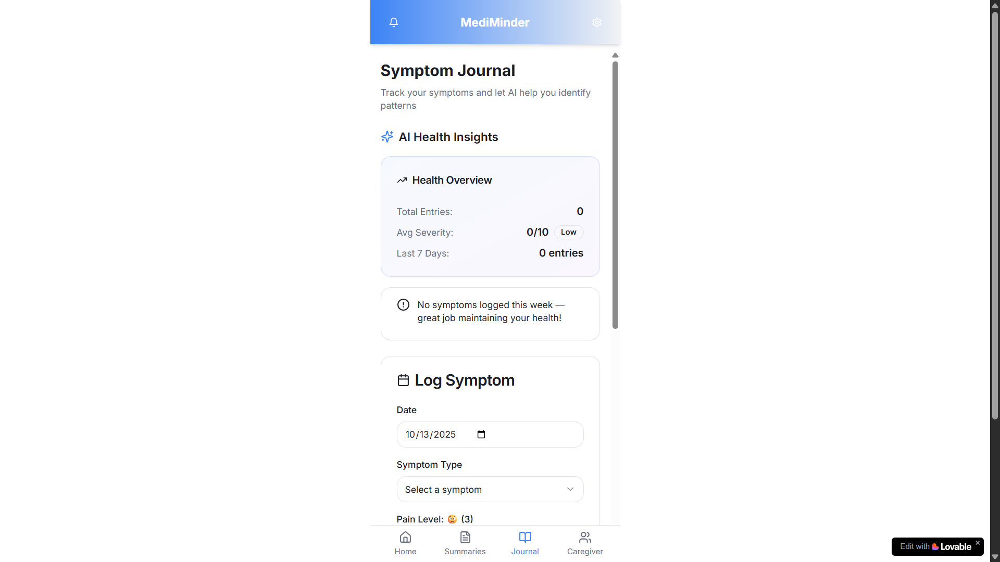 MediMinder
Symptom Journal
Track your symptoms and let AI help you identify
patterns
AI Health Insights
Health Overview
Total Entries: 0
Avg Severity: 0/10 Low
Last 7 Days: 0 entries
No symptoms logged this week —
great job maintaining your health!
Log Symptom
Date
10/13/2025
Symptom Type
Select a symptom
Pain Level: 😨 (3)
Home Summaries Journal Caregiver
Edit with Lovable ×